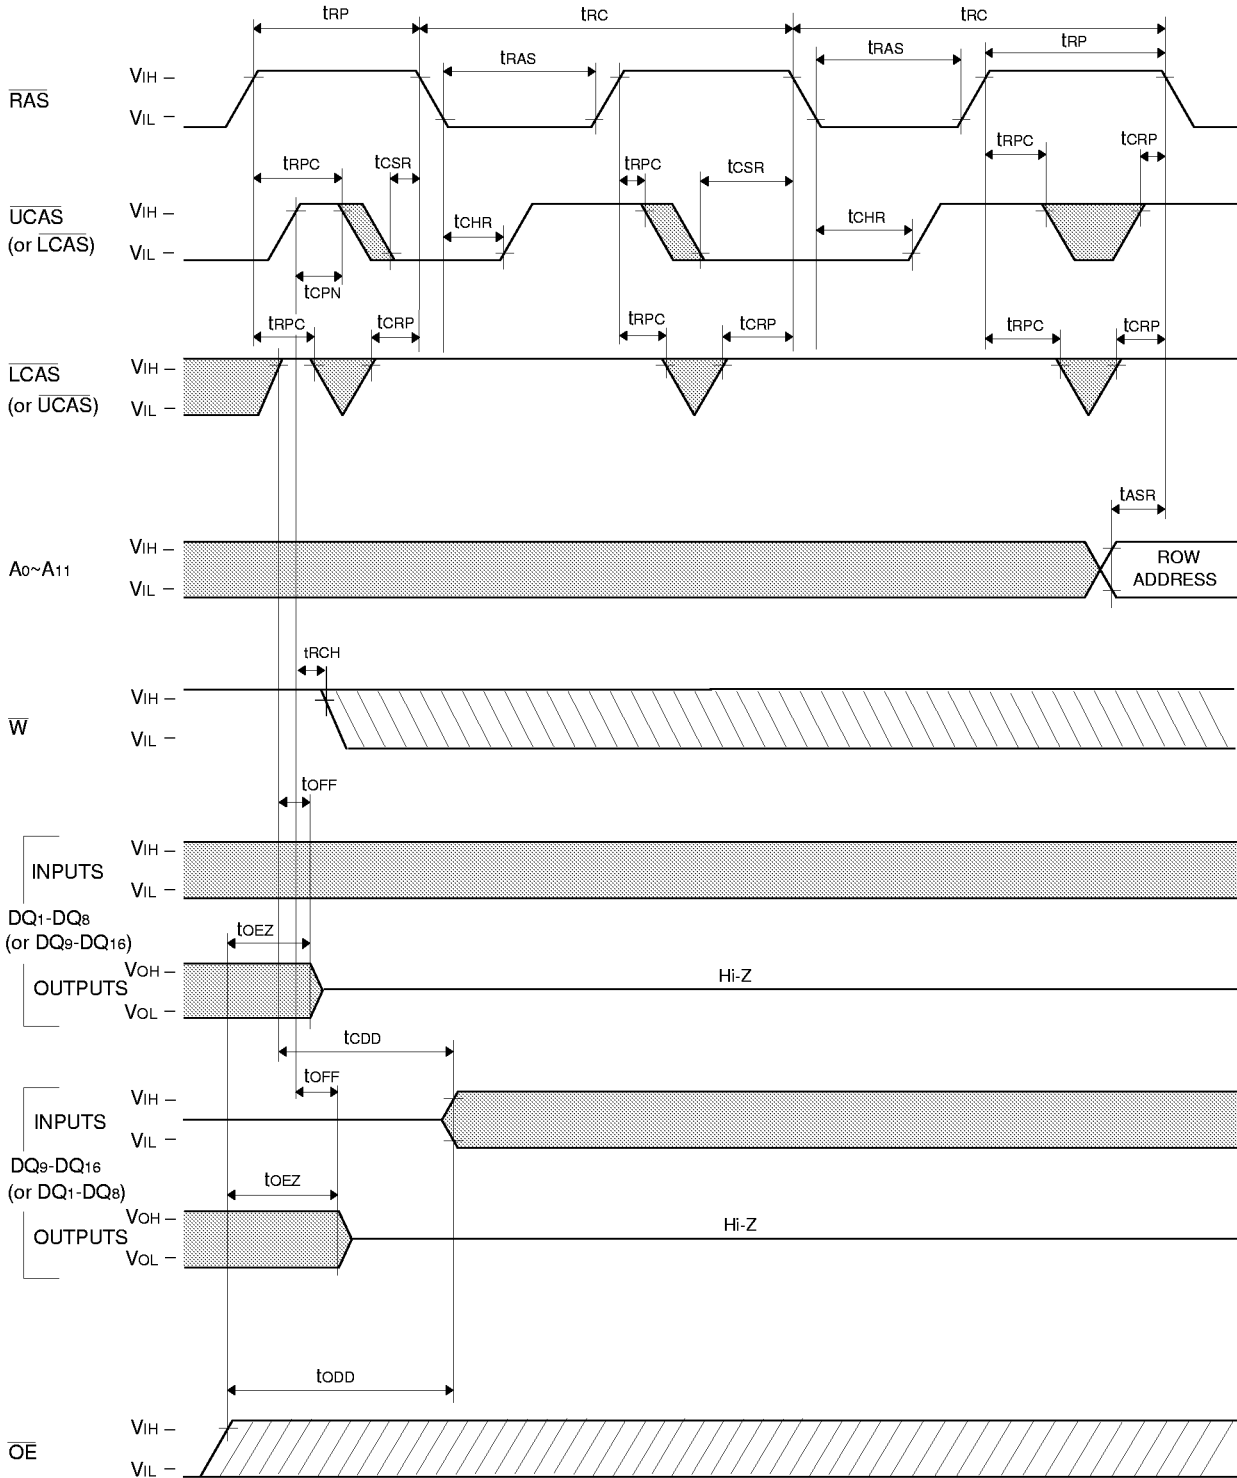 tRP tRC tRC
tRAS tRAS tRP
RAS VIH
VIL
tRPC tCSR tRPC tCSR tRPC tCRP
UCAS VIH
(or LCAS) VIL
tCHR tCHR
tCPN
tRPC tCRP tRPC tCRP tRPC tCRP
LCAS VIH
(or UCAS) VIL
tASR
A0~A11 VIH
VIL
ROW
ADDRESS
tRCH
W VIH
VIL
tOFF
INPUTS VIH
VIL
DQ1-DQ8
(or DQ9-DQ16)
tOEZ
OUTPUTS VOH
VOL
Hi-Z
tCDD
tOFF
INPUTS VIH
VIL
DQ9-DQ16
(or DQ1-DQ8)
tOEZ
OUTPUTS VOH
VOL
Hi-Z
tODD
OE VIH
VIL